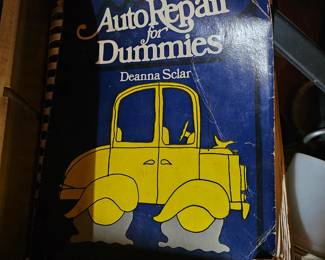 Auto Repair
for
Dummies
Deanna Sclar